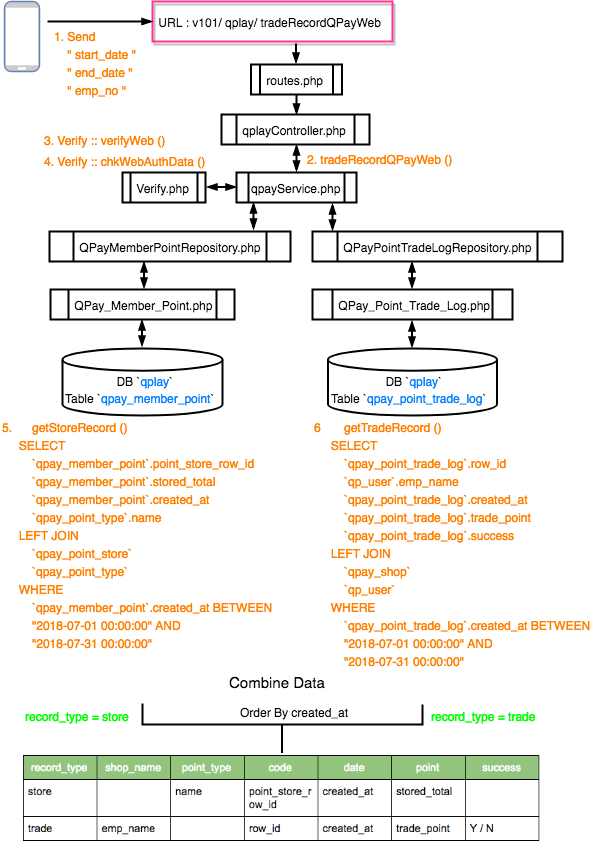 URL : v101/ qplay/ tradeRecordQPayWeb
1. Send
" start_date "
" end_date "
" emp_no "
routes.php
qplayController.php
3. Verify :: verifyWeb ()
4. Verify :: chkWebAuthData ()
2. tradeRecordQPayWeb ()
Verify.php
qpayService.php
QPayMemberPointRepository.php
QPayPointTradeLogRepository.php
QPay_Member_Point.php
QPay_Point_Trade_Log.php
DB `qplay`
Table `qpay_member_point`
DB `qplay`
Table `qpay_point_trade_log`
5. getStoreRecord ()
SELECT
`qpay_member_point`.point_store_row_id
`qpay_member_point`.stored_total
`qpay_member_point`.created_at
`qpay_point_type`.name
LEFT JOIN
`qpay_point_store`
`qpay_point_type`
WHERE
`qpay_member_point`.created_at BETWEEN
"2018-07-01 00:00:00" AND
"2018-07-31 00:00:00"
6 getTradeRecord ()
SELECT
`qpay_point_trade_log`.row_id
`qp_user`.emp_name
`qpay_point_trade_log`.created_at
`qpay_point_trade_log`.trade_point
`qpay_point_trade_log`.success
LEFT JOIN
`qpay_shop`
`qp_user`
WHERE
`qpay_point_trade_log`.created_at BETWEEN
"2018-07-01 00:00:00" AND
"2018-07-31 00:00:00"
Combine Data
record_type = store
Order By created_at
record_type = trade
record_type shop_name point_type code date point success
store name point_store_r created_at stored_total
ow_id
trade emp_name row_id created_at trade_point Y / N